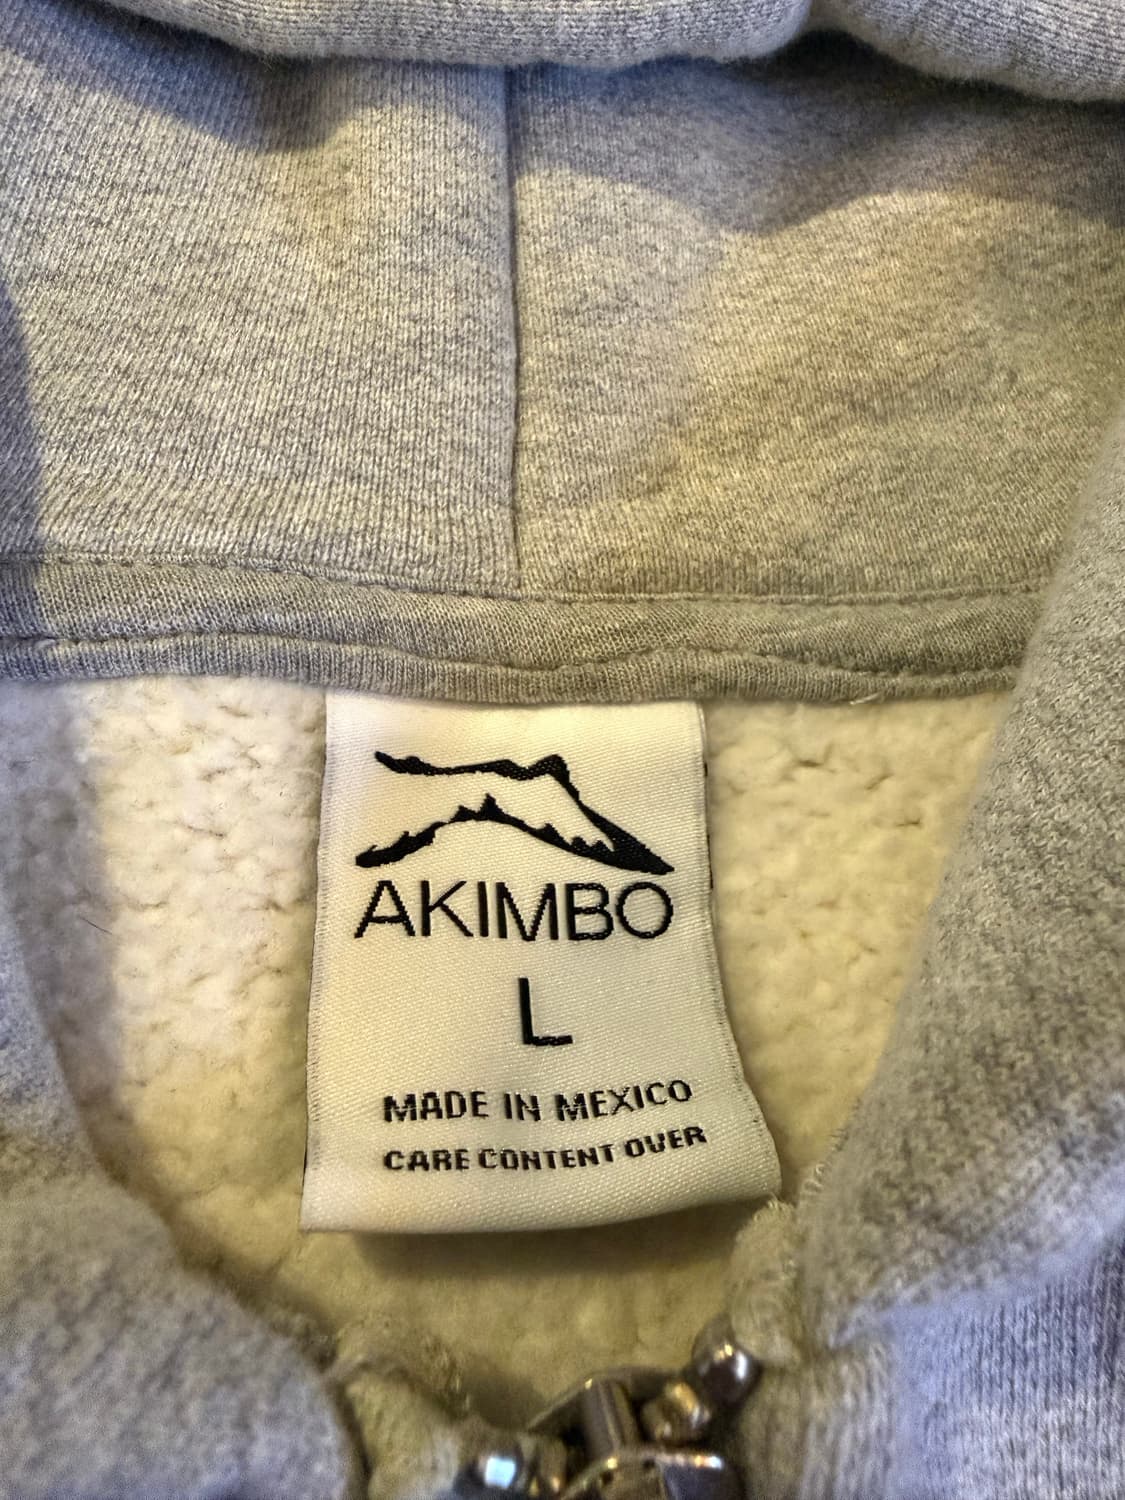 AKIMBO
L
MADE IN MEXICO
CARE CONTENT OVER